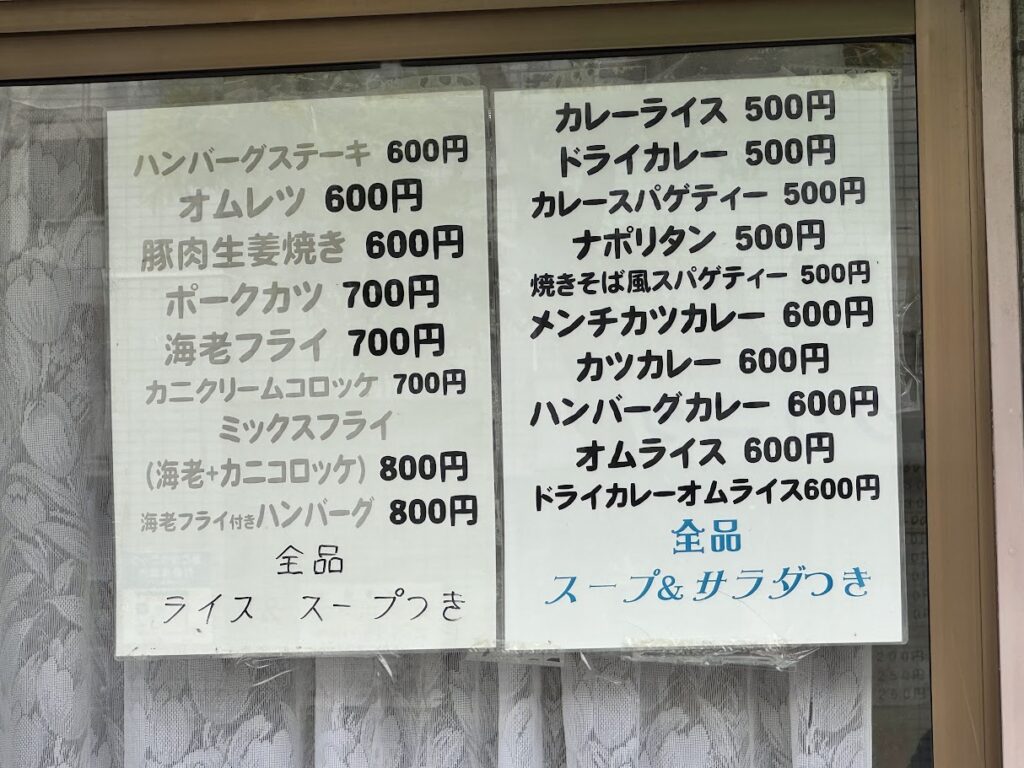 ハンバーグステーキ 600円
オムレツ 600円
豚肉生姜焼き 600円
ポークカツ 700円
海老フライ 700円
カニクリームコロッケ 700円
ミックスフライ
(海老+カニコロッケ) 800円
海老フライ付きハンバーグ 800円
全品
ライス スープつき
カレーライス 500円
ドライカレー 500円
カレースパゲティー 500円
ナポリタン 500円
焼きそば風スパゲティー 500円
メンチカツカレー 600円
カツカレー 600円
ハンバーグカレー 600円
オムライス 600円
ドライカレーオムライス600円
全品
スープ&サラダつき